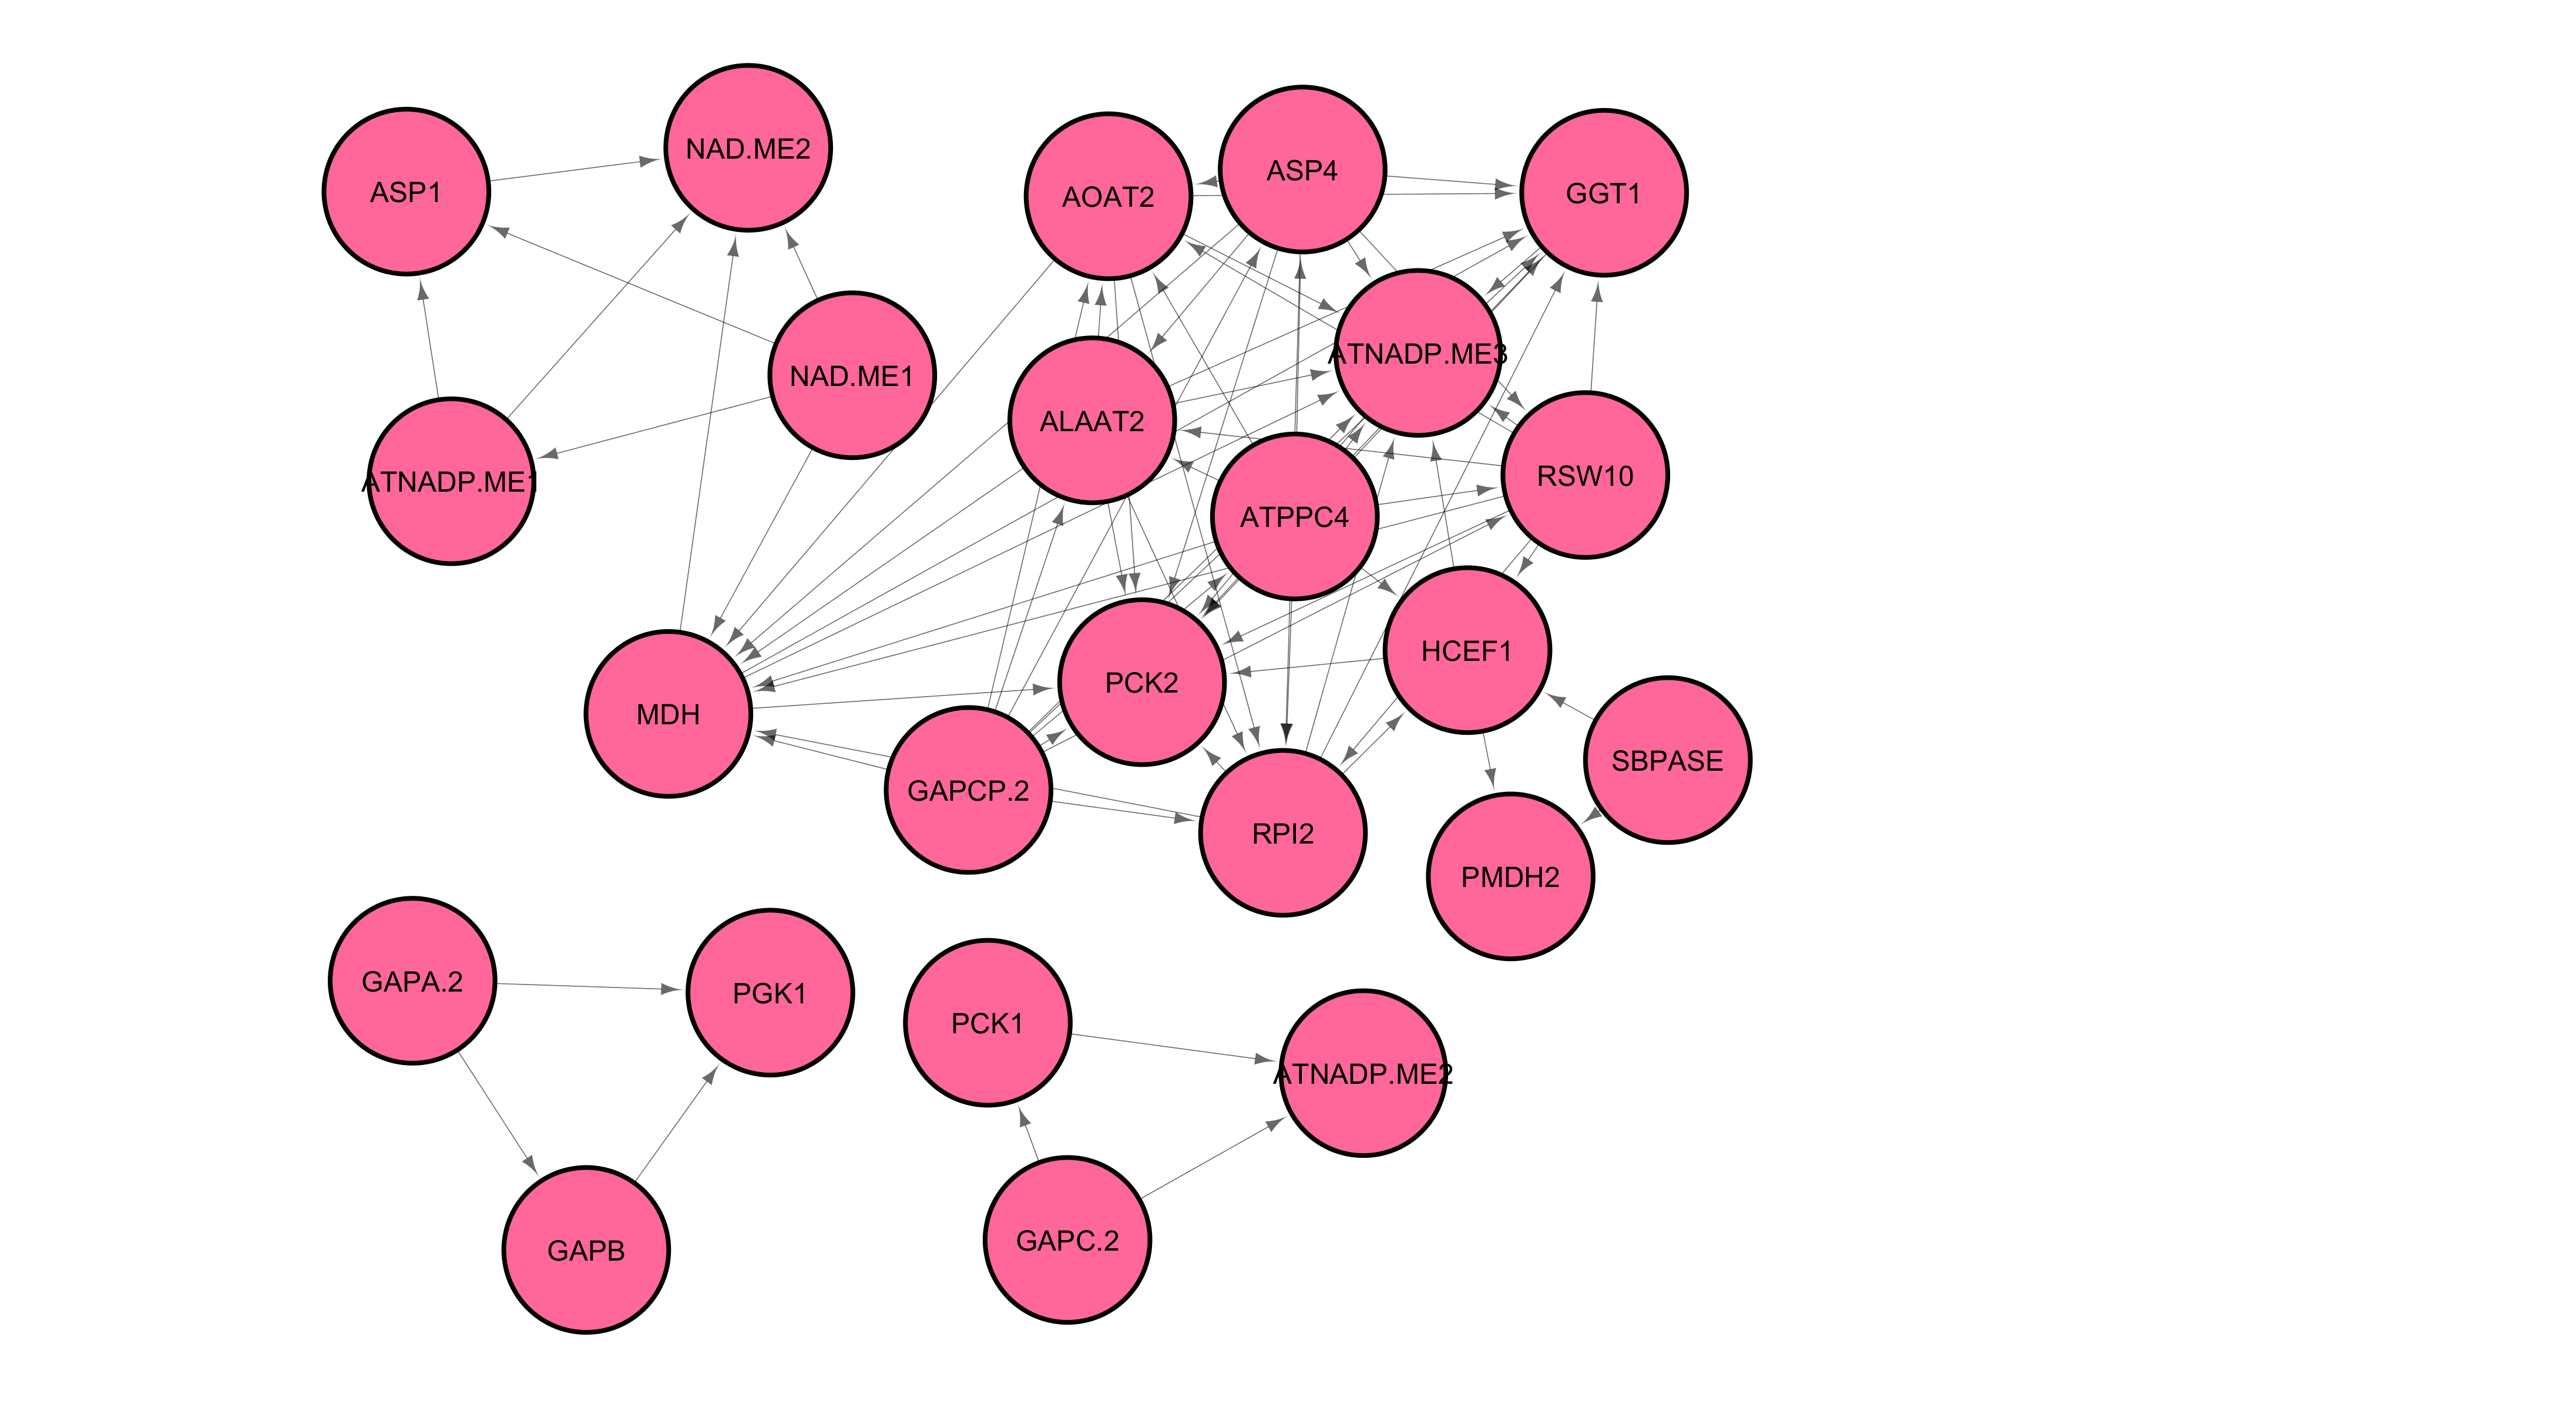 NAD.ME2
ASP4
ASP1
AOAT2
GGT1
ATNADP.ME3
NAD.ME1
ALAAT2
RSW10
ATNADP.ME1
ATPPC4
HCEF1
PCK2
MDH
SBPASE
GAPCP.2
RPI2
PMDH2
GAPA.2
PGK1
PCK1
ATNADP.ME2
GAPC.2
GAPB